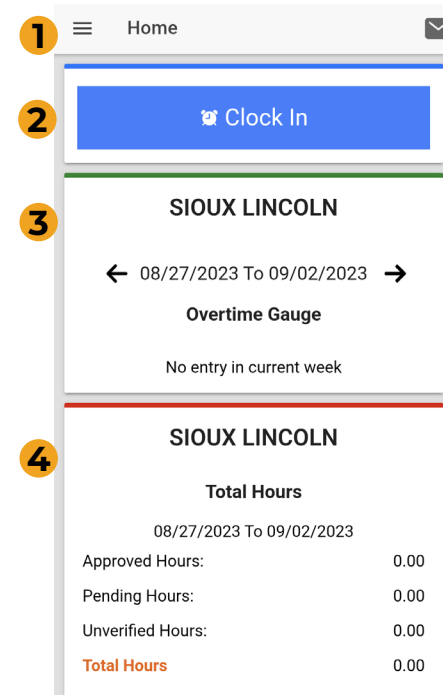 1 Home
2 Clock In
3 SIOUX LINCOLN
08/27/2023 To 09/02/2023
Overtime Gauge
No entry in current week
SIOUX LINCOLN
4
Total Hours
08/27/2023 To 09/02/2023
Approved Hours: 0.00
Pending Hours: 0.00
Unverified Hours: 0.00
Total Hours 0.00